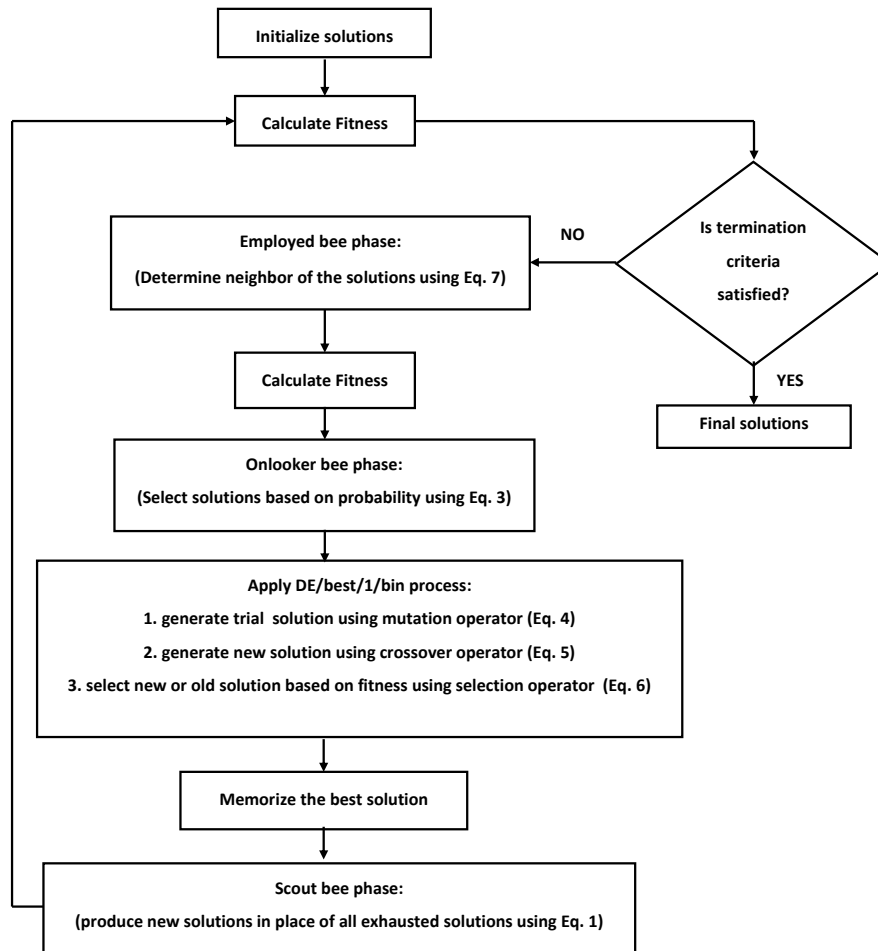 Initialize solutions
Calculate Fitness
Is termination
criteria
satisfied?
NO
YES
Final solutions
Employed bee phase:
(Determine neighbor of the solutions using Eq. 7)
Calculate Fitness
Onlooker bee phase:
(Select solutions based on probability using Eq. 3)
Apply DE/best/1/bin process:
1. generate trial solution using mutation operator (Eq. 4)
2. generate new solution using crossover operator (Eq. 5)
3. select new or old solution based on fitness using selection operator (Eq. 6)
Memorize the best solution
Scout bee phase:
(produce new solutions in place of all exhausted solutions using Eq. 1)